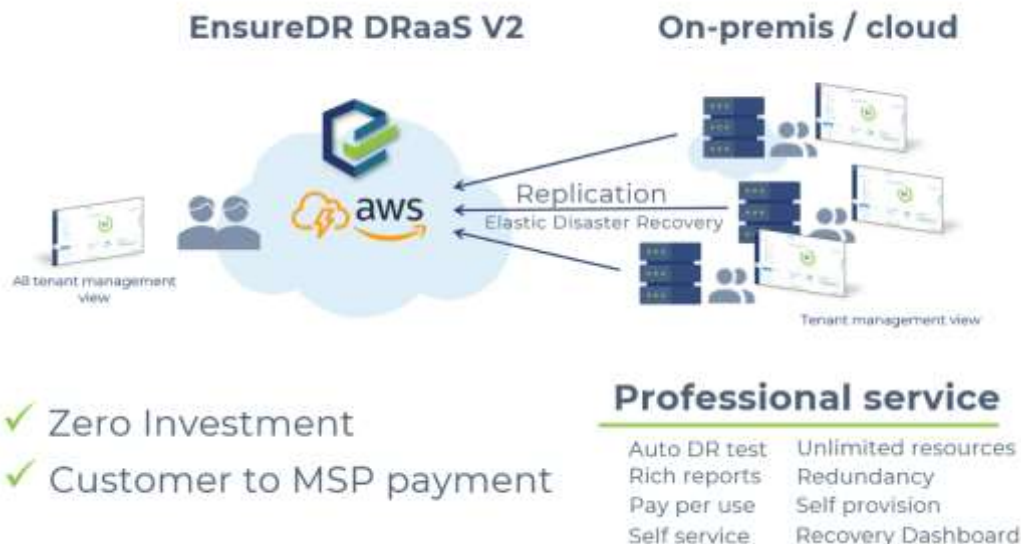 EnsureDR DRaaS V2
On-premis / cloud
aws
Replication
Elastic Disaster Recovery
All tenant management
view
Tenant management view
Zero Investment
Customer to MSP payment
Professional service
Auto DR test
Unlimited resources
Rich reports
Redundancy
Pay per use
Self provision
Self service
Recovery Dashboard